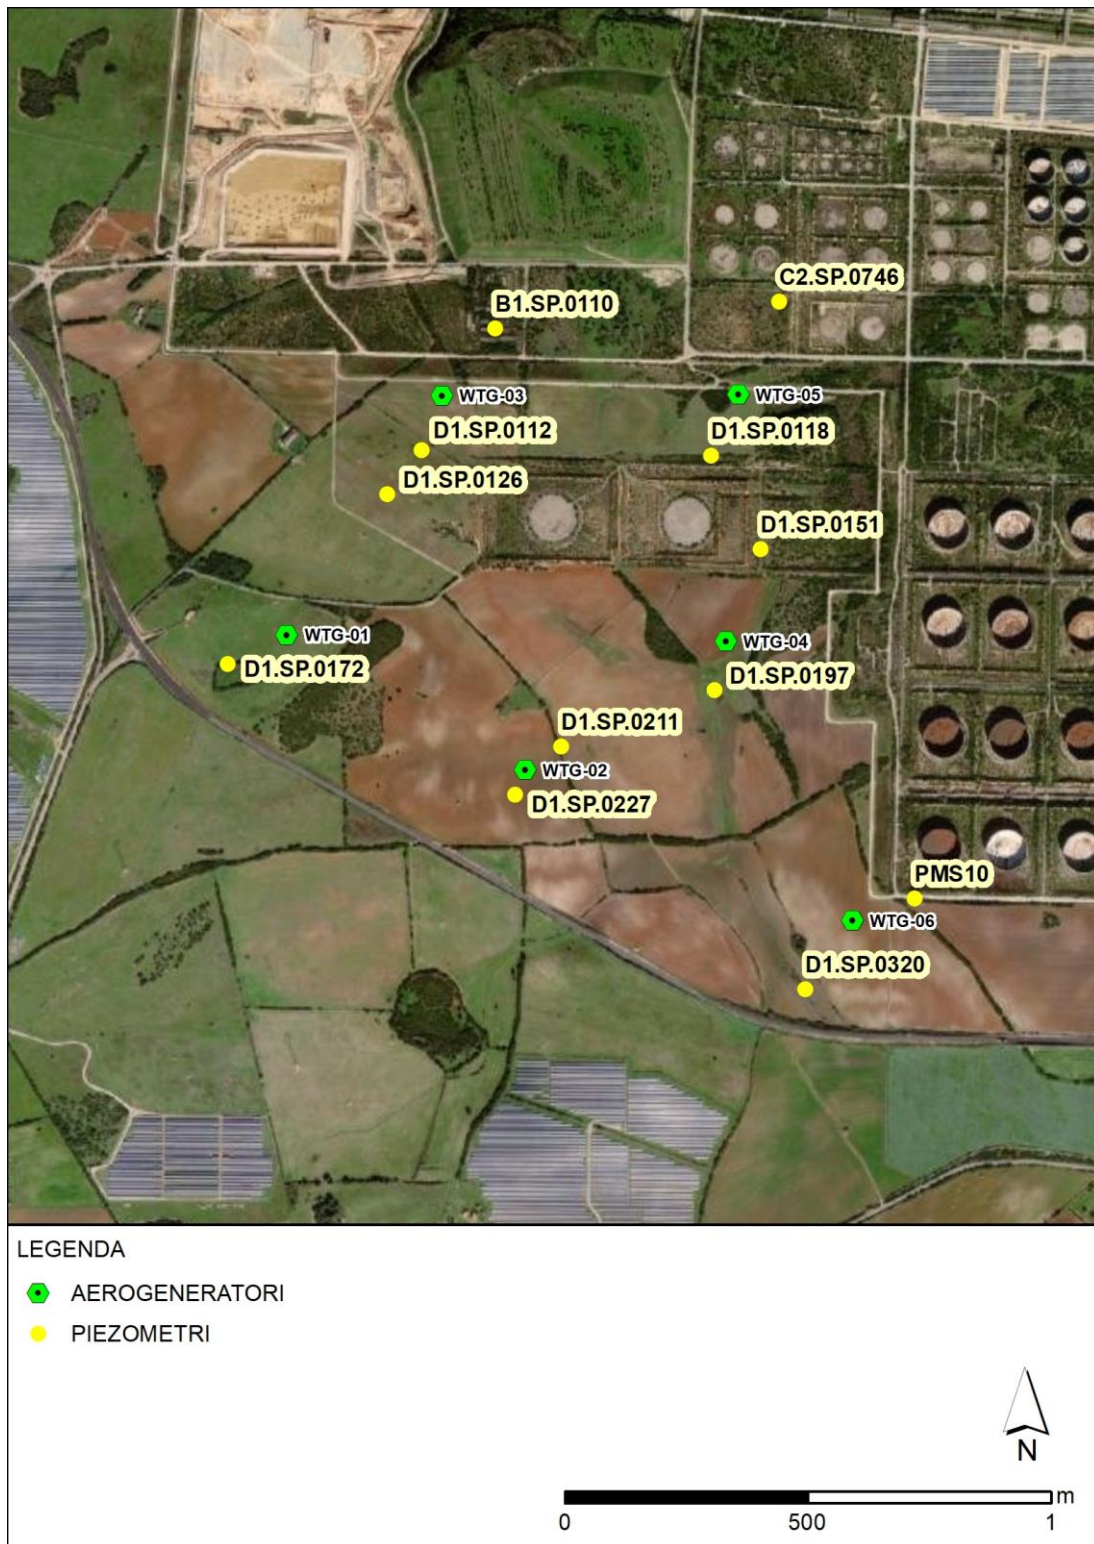 C2.SP.0746
B1.SP.0110
WTG-03
WTG-05
D1.SP.0112
D1.SP.0118
D1.SP.0126
D1.SP.0151
WTG-01
WTG-04
D1.SP.0172
D1.SP.0197
D1.SP.0211
WTG-02
D1.SP.0227
PMS10
WTG-06
D1.SP.0320
LEGENDA
AEROGENERATORI
PIEZOMETRI
N
m
0 500 1